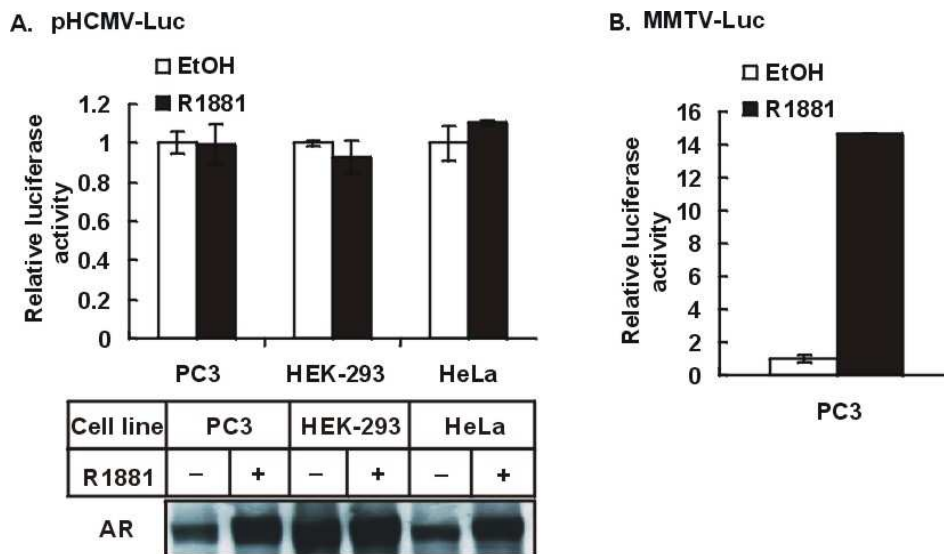 A. pHCMV-Luc
EtOH
R1881
Relative luciferase
activity
1.2
1
0.8
0.6
0.4
0.2
0
PC3 HEK-293 HeLa
Cell line PC3 HEK-293 HeLa
R1881 – + – + – +
AR
B. MMTV-Luc
EtOH
R1881
Relative luciferase
activity
16
14
12
10
8
6
4
2
0
PC3